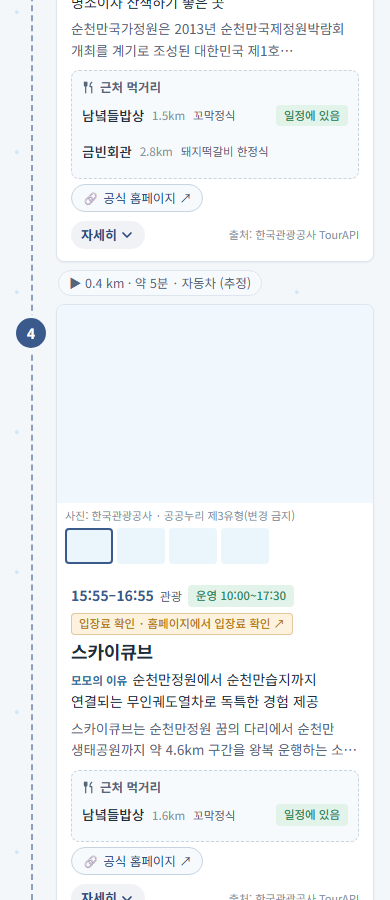 명소이자 산책하기 좋은 곳
순천만국가정원은 2013년 순천만국제정원박람회
개최를 계기로 조성된 대한민국 제1호…
근처 먹거리
남녘들밥상 1.5km 꼬막정식 일정에 있음
금빈회관 2.8km 돼지떡갈비 한정식
공식 홈페이지 ↗
자세히
출처: 한국관광공사 TourAPI
▶ 0.4 km · 약 5분 · 자동차 (추정)
4
사진: 한국관광공사 · 공공누리 제3유형(변경 금지)
15:55–16:55 관광 운영 10:00~17:30
입장료 확인 · 홈페이지에서 입장료 확인 ↗
스카이큐브
모모의 이유 순천만정원에서 순천만습지까지
연결되는 무인궤도열차로 독특한 경험 제공
스카이큐브는 순천만정원 꿈의 다리에서 순천만
생태공원까지 약 4.6km 구간을 왕복 운행하는 소…
근처 먹거리
남녘들밥상 1.6km 꼬막정식 일정에 있음
공식 홈페이지 ↗
자세히
출처: 한국관광공사 TourAPI